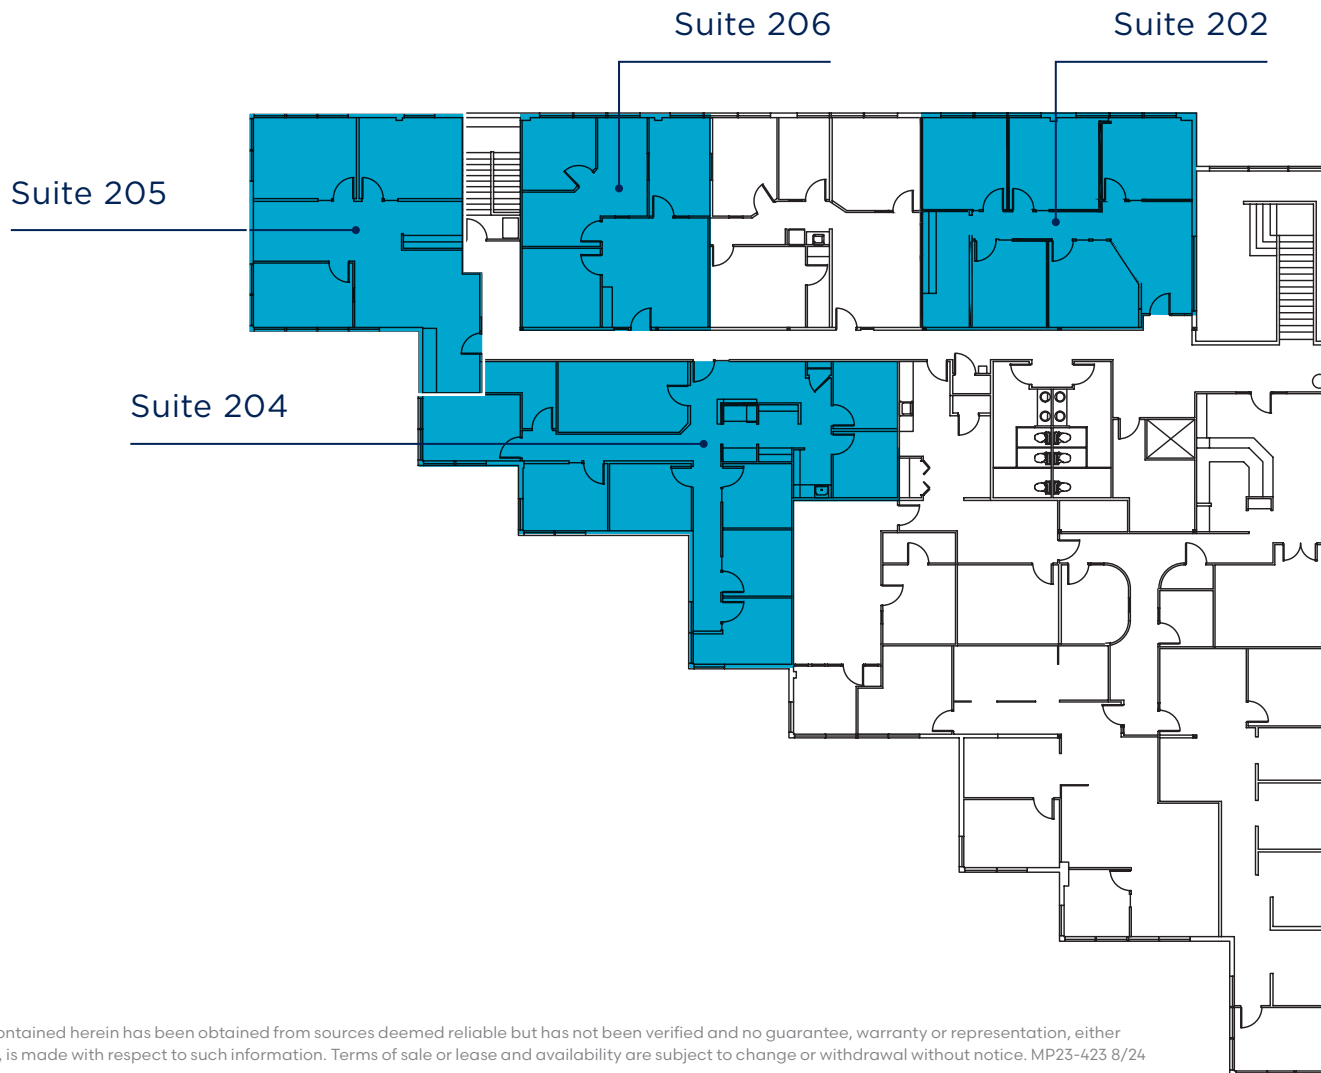 Suite 206
Suite 202
Suite 205
Suite 204
ontained herein has been obtained from sources deemed reliable but has not been verified and no guarantee, warranty or representation, either
, is made with respect to such information. Terms of sale or lease and availability are subject to change or withdrawal without notice. MP23-423 8/24